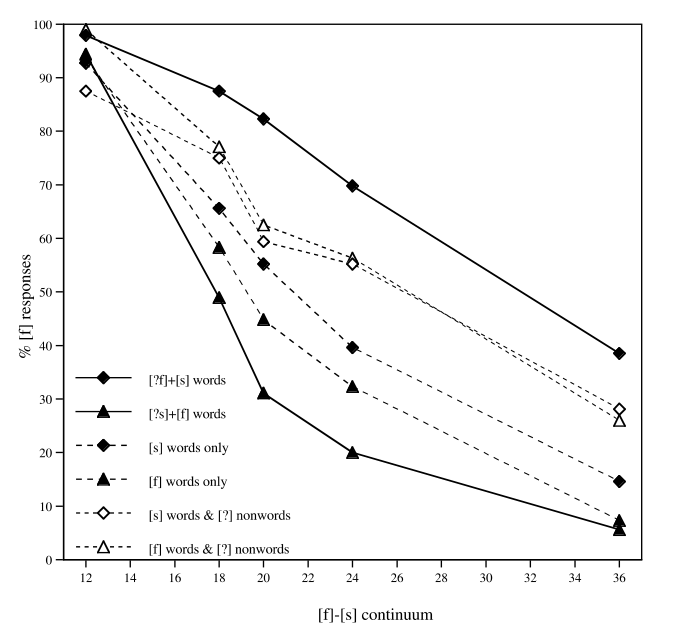 100
90
80
70
60
50
40
30
20
10
0
% [f] responses
[?f]+[s] words
[?s]+[f] words
[s] words only
[f] words only
[s] words & [?] nonwords
[f] words & [?] nonwords
12 14 16 18 20 22 24 26 28 30 32 34 36
[f]-[s] continuum